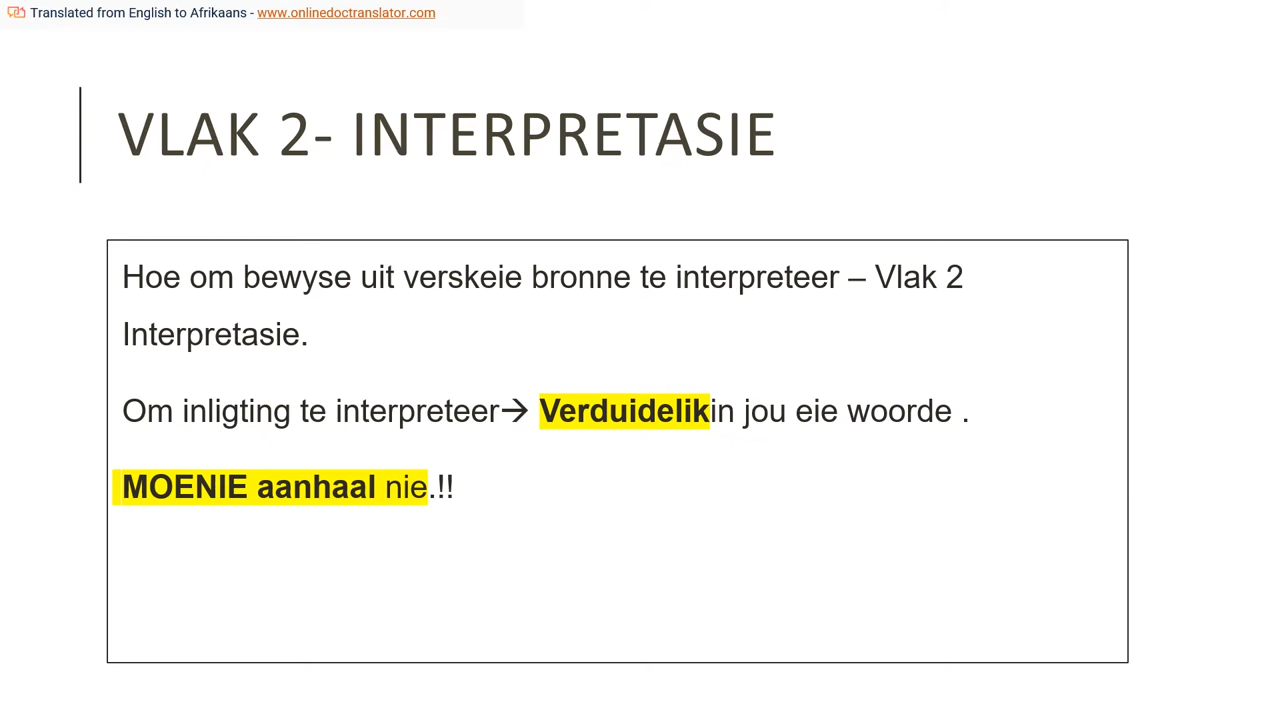 Translated from English to Afrikaans - www.onlinedoctranslator.com
VLAK 2- INTERPRETASIE
Hoe om bewyse uit verskeie bronne te interpreteer – Vlak 2
Interpretasie.
Om inligting te interpreteer→ Verduidelikin jou eie woorde .
MOENIE aanhaal nie.!!